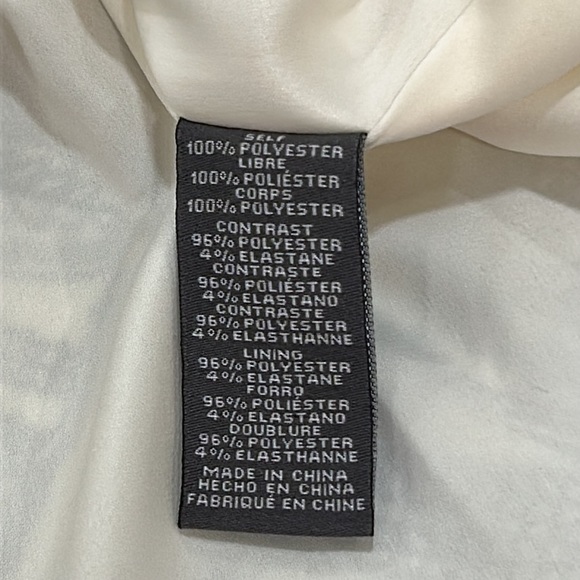 SELF
100% POLYESTER
LIBRE
100% POLIÉSTER
CORPS
100% POLYESTER
CONTRAST
96% POLYESTER
4% ELASTANE
CONTRASTE
96% POLIÉSTER
4% ELASTANO
CONTRASTE
96% POLYESTER
4% ELASTHANNE
LINING
96% POLYESTER
4% ELASTANE
FORRO
96% POLIÉSTER
4% ELASTANO
DOUBLURE
96% POLYESTER
4% ELASTHANNE
MADE IN CHINA
HECHO EN CHINA
FABRIQUÉ EN CHINE